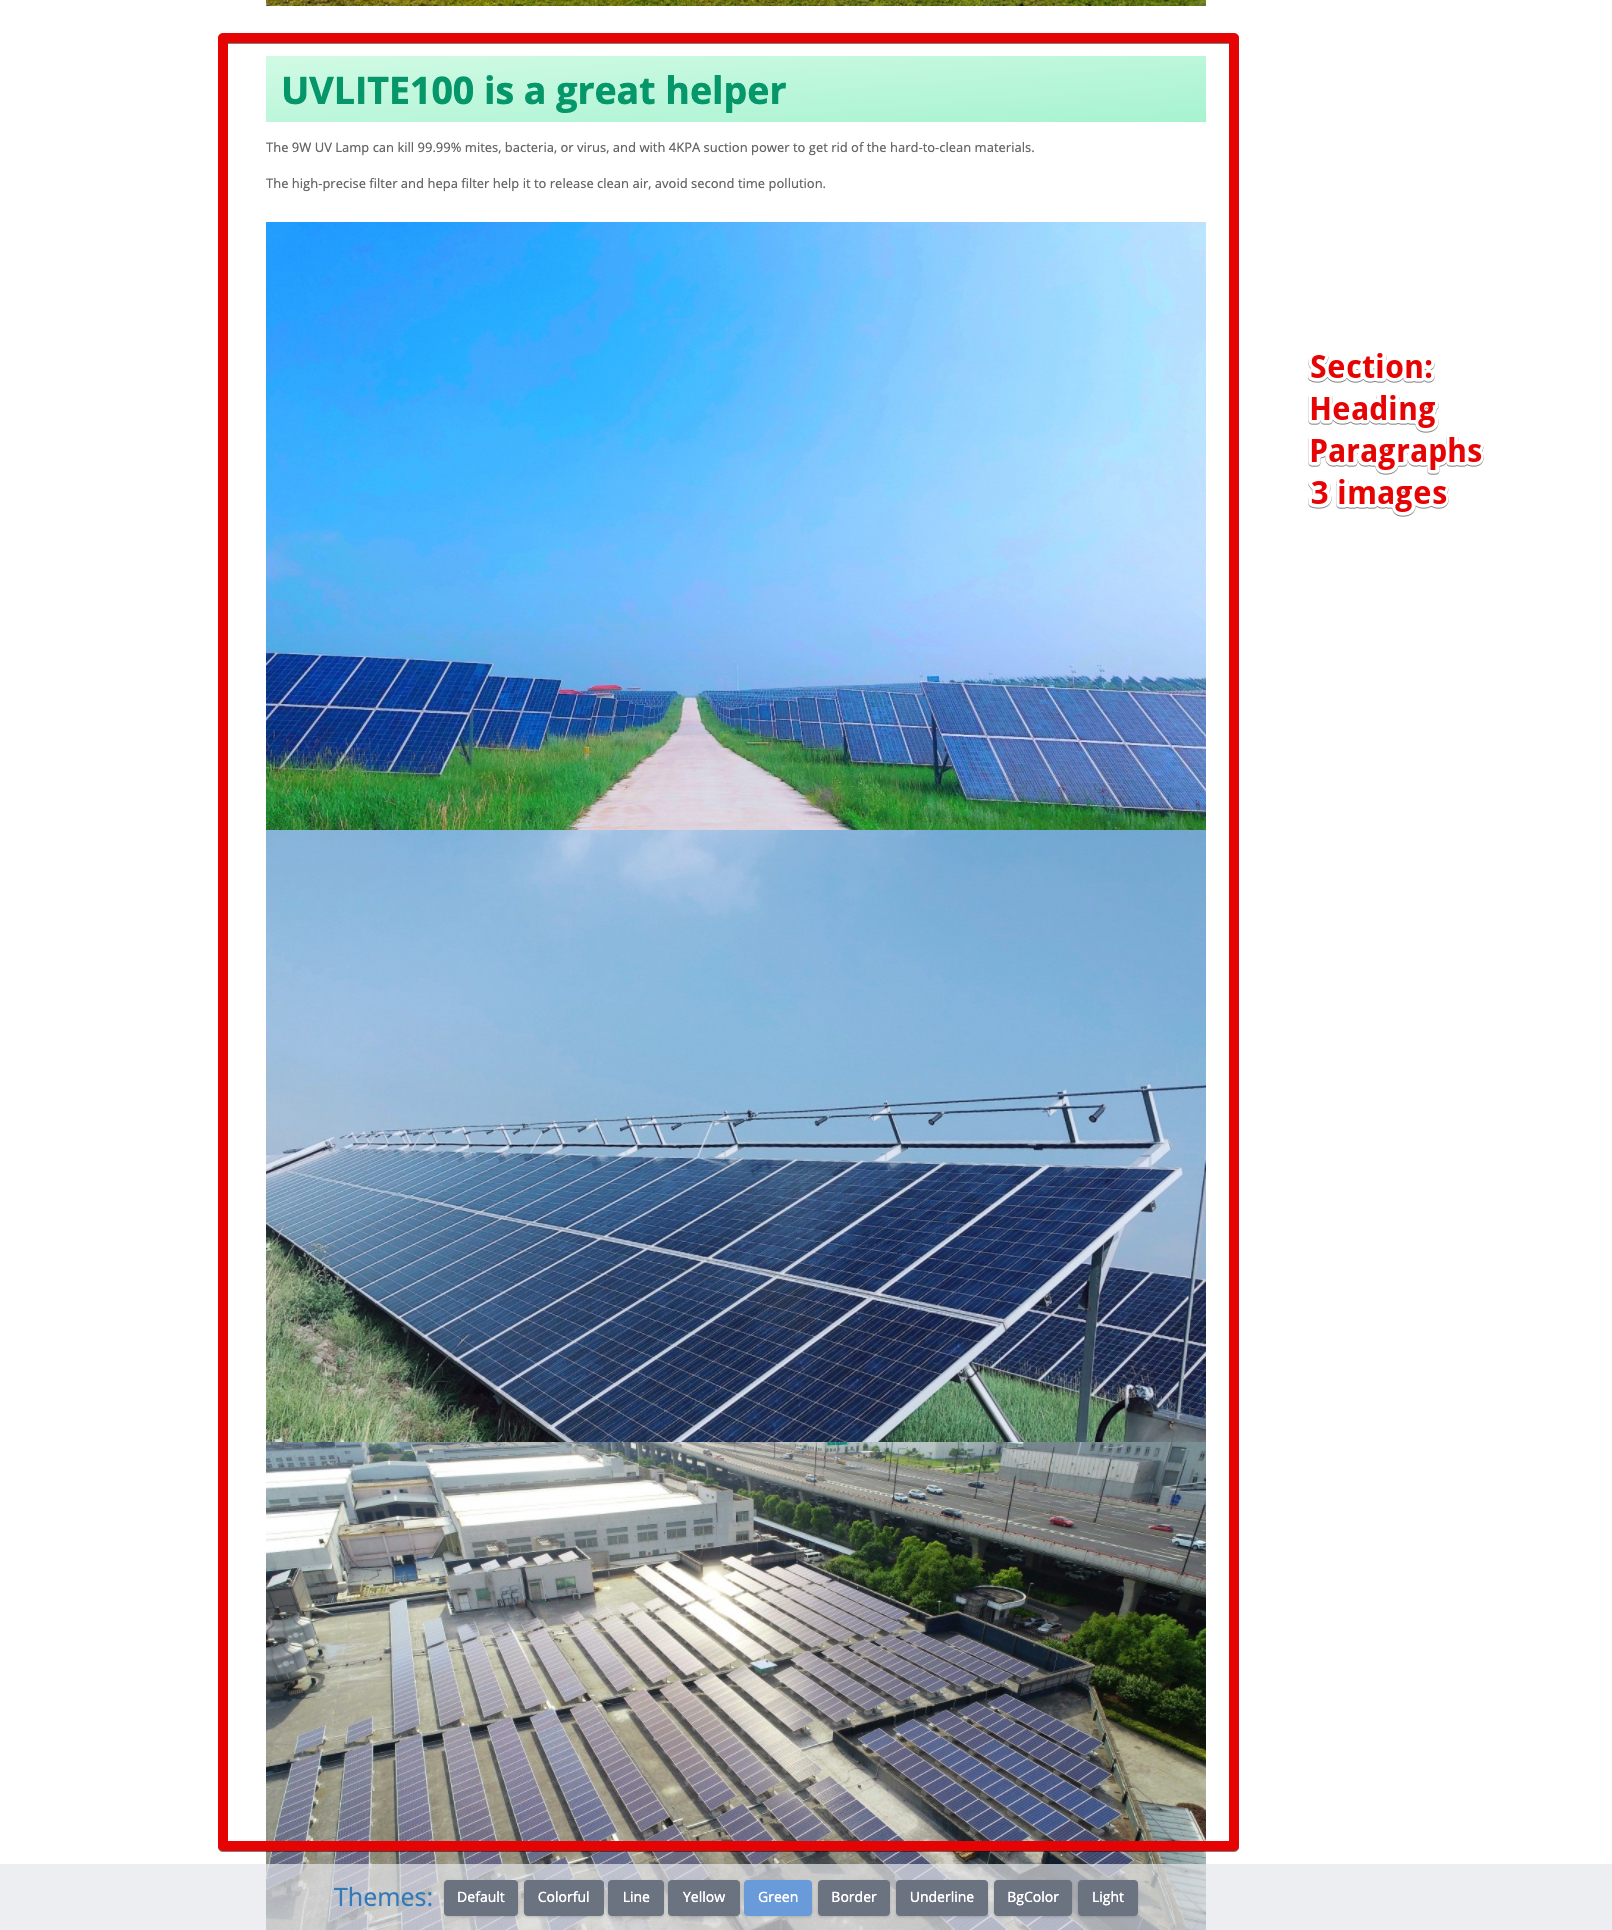 UVLITE100 is a great helper
The 9W UV Lamp can kill 99.99% mites, bacteria, or virus, and with 4KPA suction power to get rid of the hard-to-clean materials.
The high-precise filter and hepa filter help it to release clean air, avoid second time pollution.
Section:
Heading
Paragraphs
3 images
Themes: Default Colorful Line Yellow Green Border Underline BgColor Light